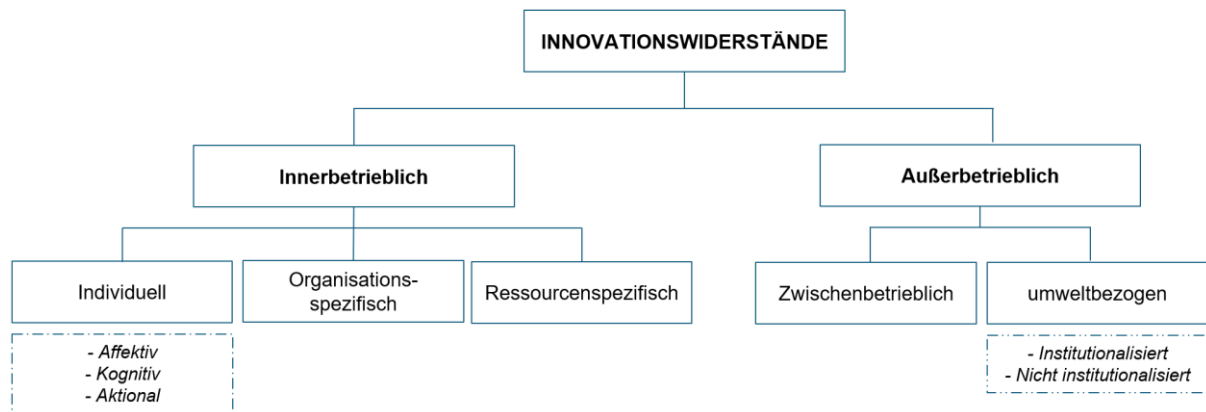 INNOVATIONSWIDERSTÄNDE
Innerbetrieblich
Außerbetrieblich
Individuell
Organisations-
spezifisch
Ressourcenspezifisch
Zwischenbetrieblich
umweltbezogen
- Affektiv
- Kognitiv
- Aktional
- Institutionalisiert
- Nicht institutionalisiert